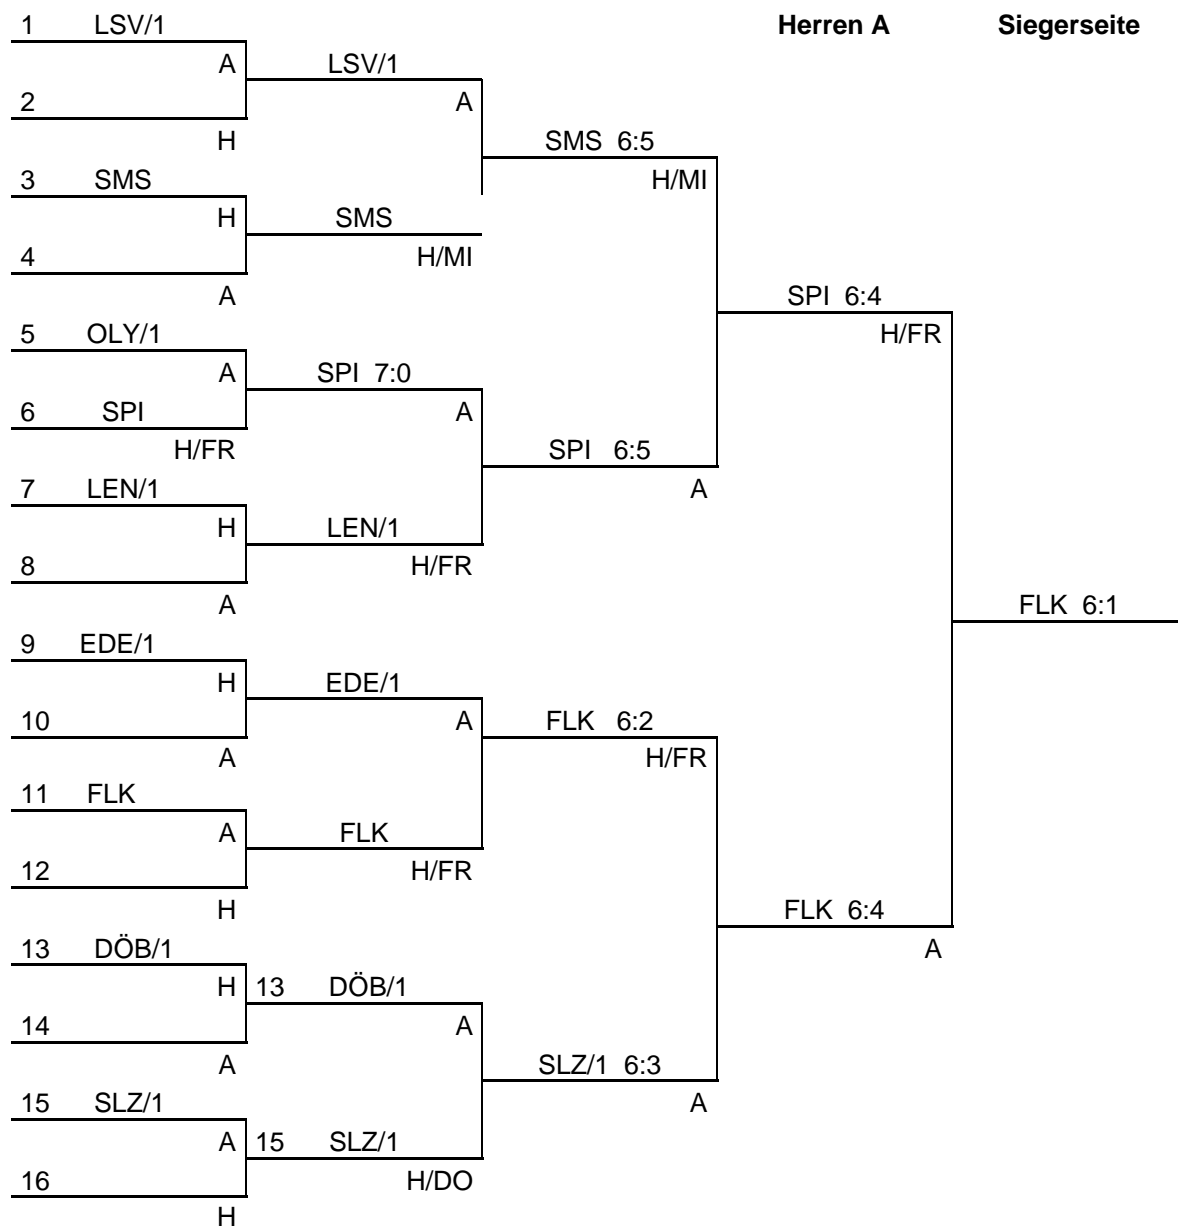 1 LSV/1 Herren A Siegerseite
A LSV/1
2 A
H SMS 6:5
3 SMS H/MI
H SMS
4 H/MI
A SPI 6:4
5 OLY/1 H/FR
A SPI 7:0
6 SPI A
H/FR SPI 6:5
7 LEN/1 A
H LEN/1
8 H/FR
A FLK 6:1
9 EDE/1
H EDE/1
10 A FLK 6:2
A H/FR
11 FLK
A FLK
12 H/FR
H FLK 6:4
13 DÖB/1 A
H 13 DÖB/1
14 A
A SLZ/1 6:3
15 SLZ/1 A
A 15 SLZ/1
16 H/DO
H